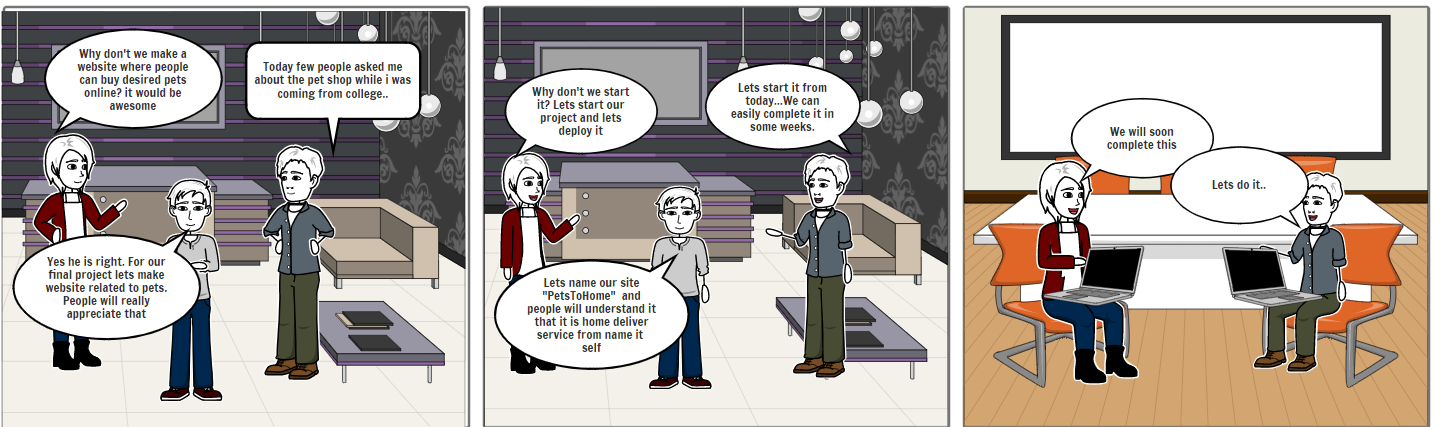 Why don't we make a
website where people
can buy desired pets
online? it would be
awesome
Today few people asked me
about the pet shop while i was
coming from college..
Yes he is right. For our
final project lets make
website related to pets.
People will really
appreciate that
Why don't we start
it? Lets start our
project and lets
deploy it
Lets start it from
today...We can
easily complete it in
some weeks.
Lets name our site
"PetsToHome" and
people will understand it
that it is home deliver
service from name it
self
We will soon
complete this
Lets do it..